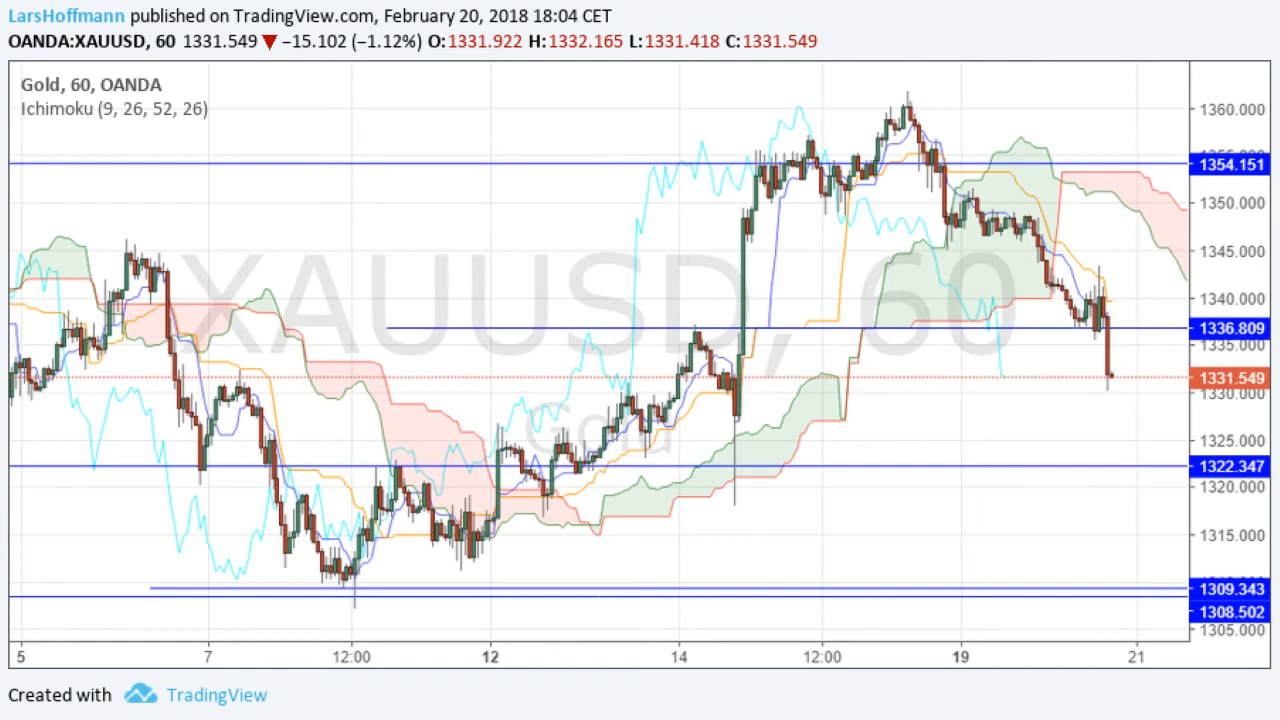 LarsHoffmann published on TradingView.com, February 20, 2018 18:04 CET
OANDA:XAUUSD, 60 1331.549 ▼ −15.102 (−1.12%) O:1331.922 H:1332.165 L:1331.418 C:1331.549
Gold, 60, OANDA
Ichimoku (9, 26, 52, 26)
XAUUSD, 60
Gold
1360.000
1354.151
1350.000
1345.000
1340.000
1336.809
1335.000
1331.549
1330.000
1325.000
1322.347
1320.000
1315.000
1309.343
1308.502
1305.000
5 7 12:00 12 14 12:00 19 21
Created with TradingView